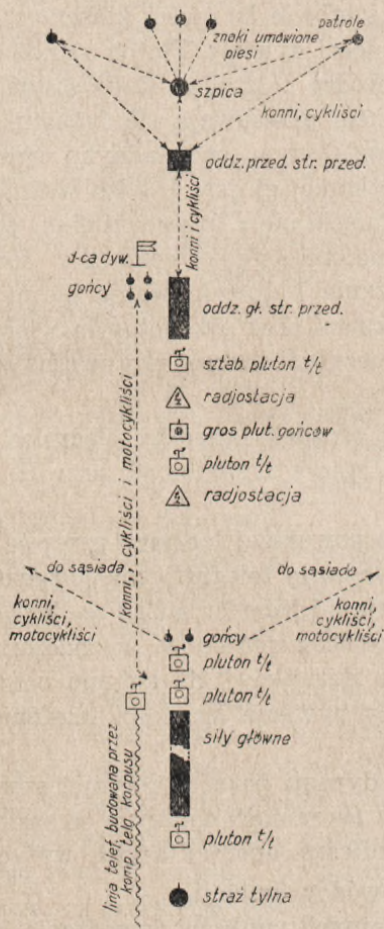 patrole
znaki umówione
piesi
szpica
konni, cykliści
oddz. przed. str. przed.
konni i cykliści
d-ca dyw.
gońcy
oddz. gł. str. przed.
sztab. pluton t/t
radjostacja
gros plut. gońców
pluton t/t
radjostacja
konni, cykliści i motocykliści
do sąsiada
konni,
cykliści,
motocykliści
do sąsiada
konni,
cykliści,
motocykliści
gońcy
pluton t/t
pluton t/t
siły główne
linja telef. budowana przez
komp. telg. korpusu
pluton t/t
straż tylna